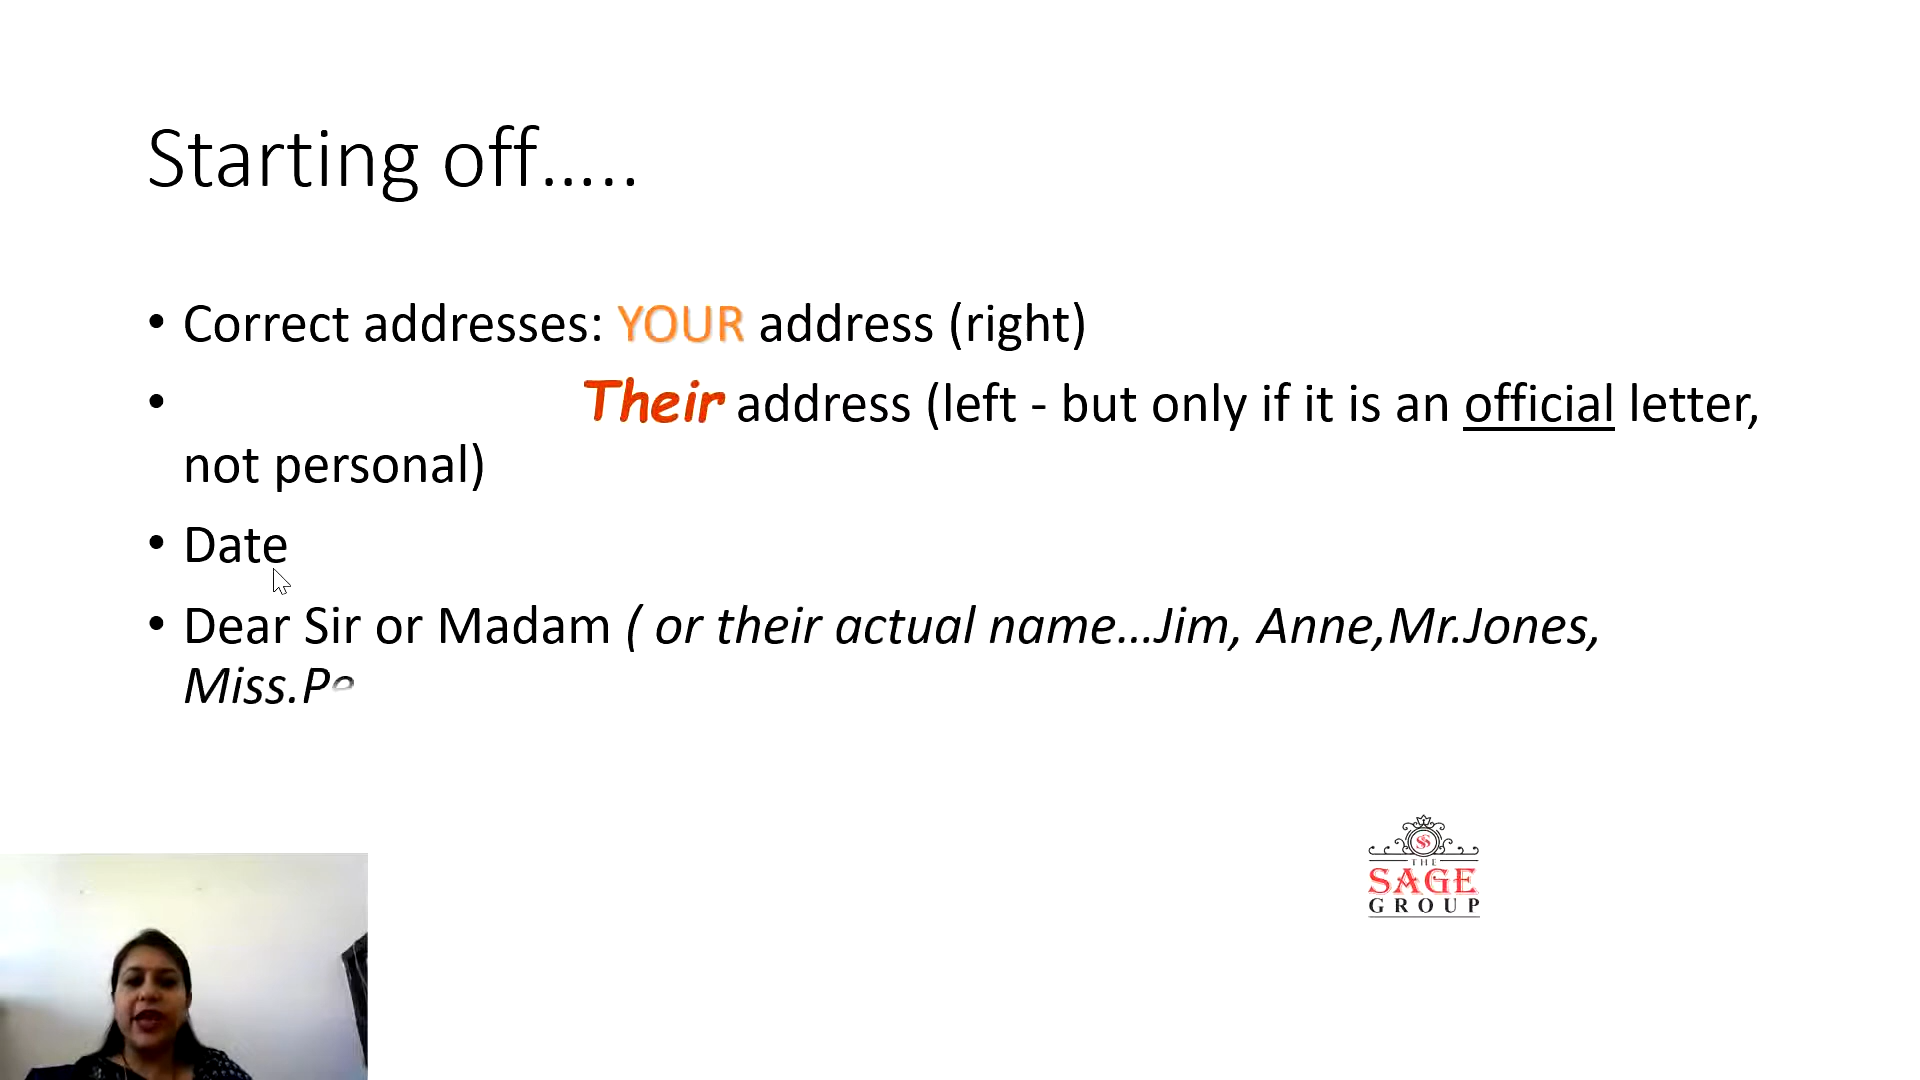 Starting off.....
• Correct addresses: YOUR address (right)
• Their address (left - but only if it is an official letter,
not personal)
• Date
• Dear Sir or Madam ( or their actual name...Jim, Anne,Mr.Jones,
Miss.Pe
THE
SAGE
GROUP